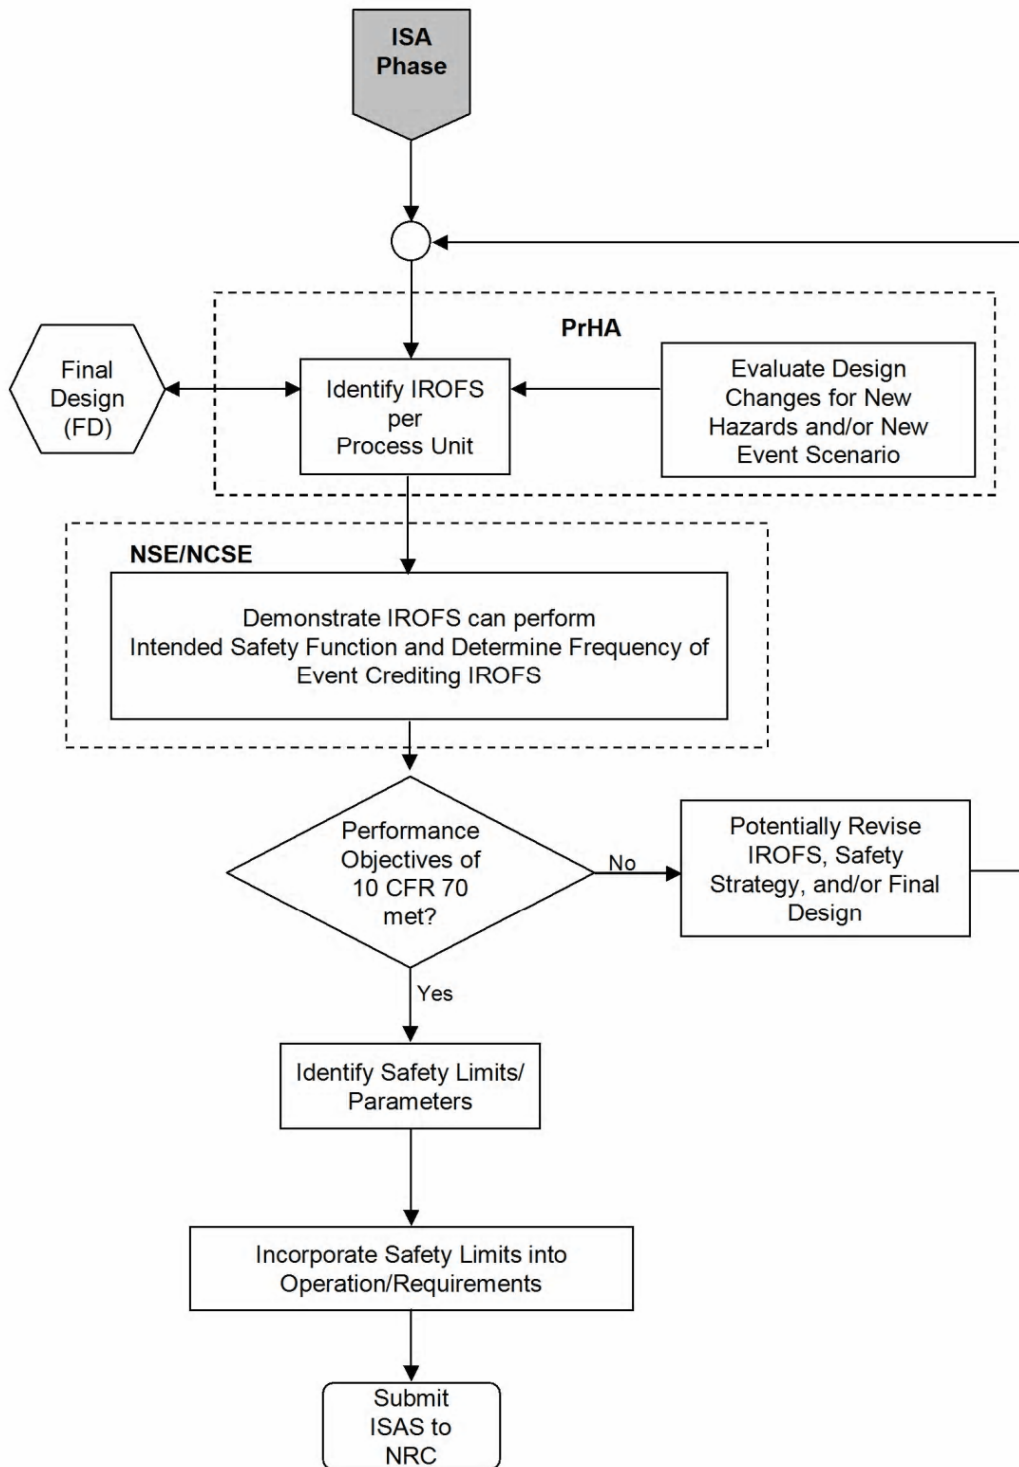 ISA
Phase
PrHA
Final
Design
(FD)
Identify IROFS
per
Process Unit
Evaluate Design
Changes for New
Hazards and/or New
Event Scenario
NSE/NCSE
Demonstrate IROFS can perform
Intended Safety Function and Determine Frequency of
Event Crediting IROFS
Performance
Objectives of
10 CFR 70
met?
No
Potentially Revise
IROFS, Safety
Strategy, and/or Final
Design
Yes
Identify Safety Limits/
Parameters
Incorporate Safety Limits into
Operation/Requirements
Submit
ISAS to
NRC